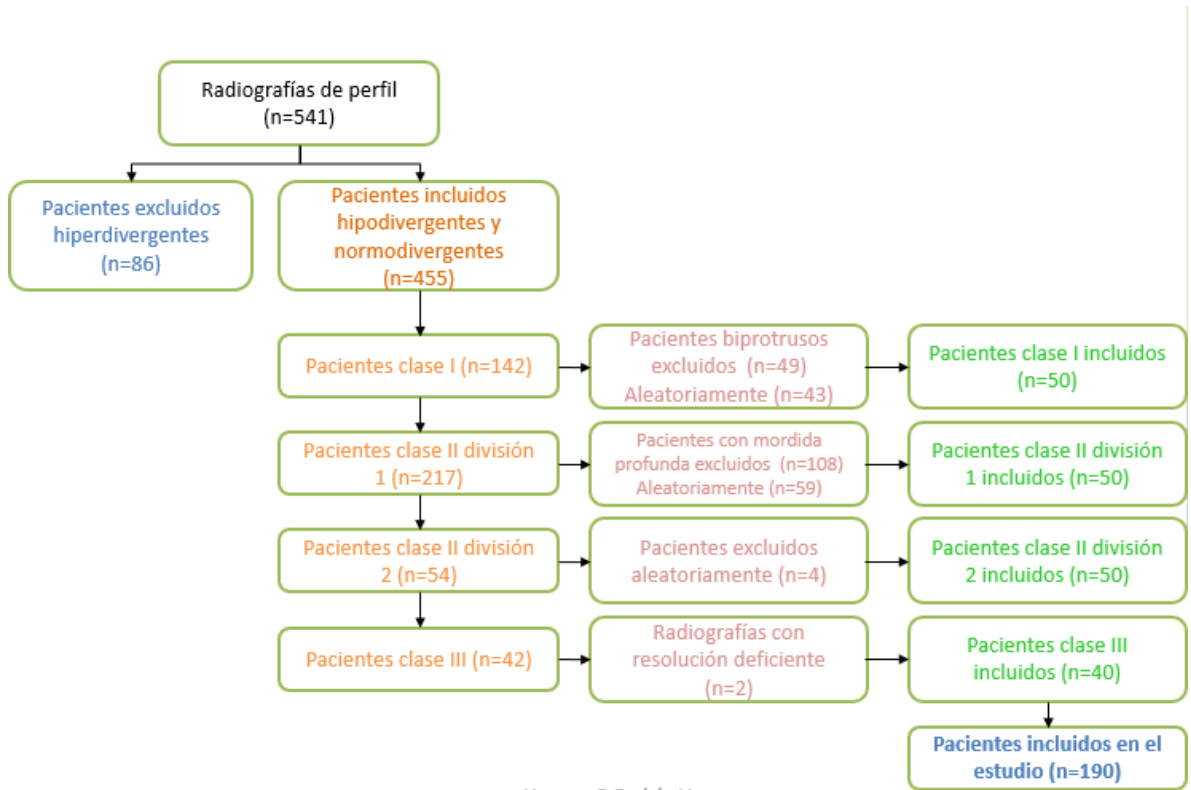 Radiografías de perfil
(n=541)
Pacientes excluidos
hiperdivergentes
(n=86)
Pacientes incluidos
hipodivergentes y
normodivergentes
(n=455)
Pacientes clase I (n=142)
Pacientes biprotrusos
excluidos (n=49)
Aleatoriamente (n=43)
Pacientes clase I incluidos
(n=50)
Pacientes clase II división
1 (n=217)
Pacientes con mordida
profunda excluidos (n=108)
Aleatoriamente (n=59)
Pacientes clase II división
1 incluidos (n=50)
Pacientes clase II división
2 (n=54)
Pacientes excluidos
aleatoriamente (n=4)
Pacientes clase II división
2 incluidos (n=50)
Pacientes clase III (n=42)
Radiografías con
resolución deficiente
(n=2)
Pacientes clase III
incluidos (n=40)
Pacientes incluidos en el
estudio (n=190)